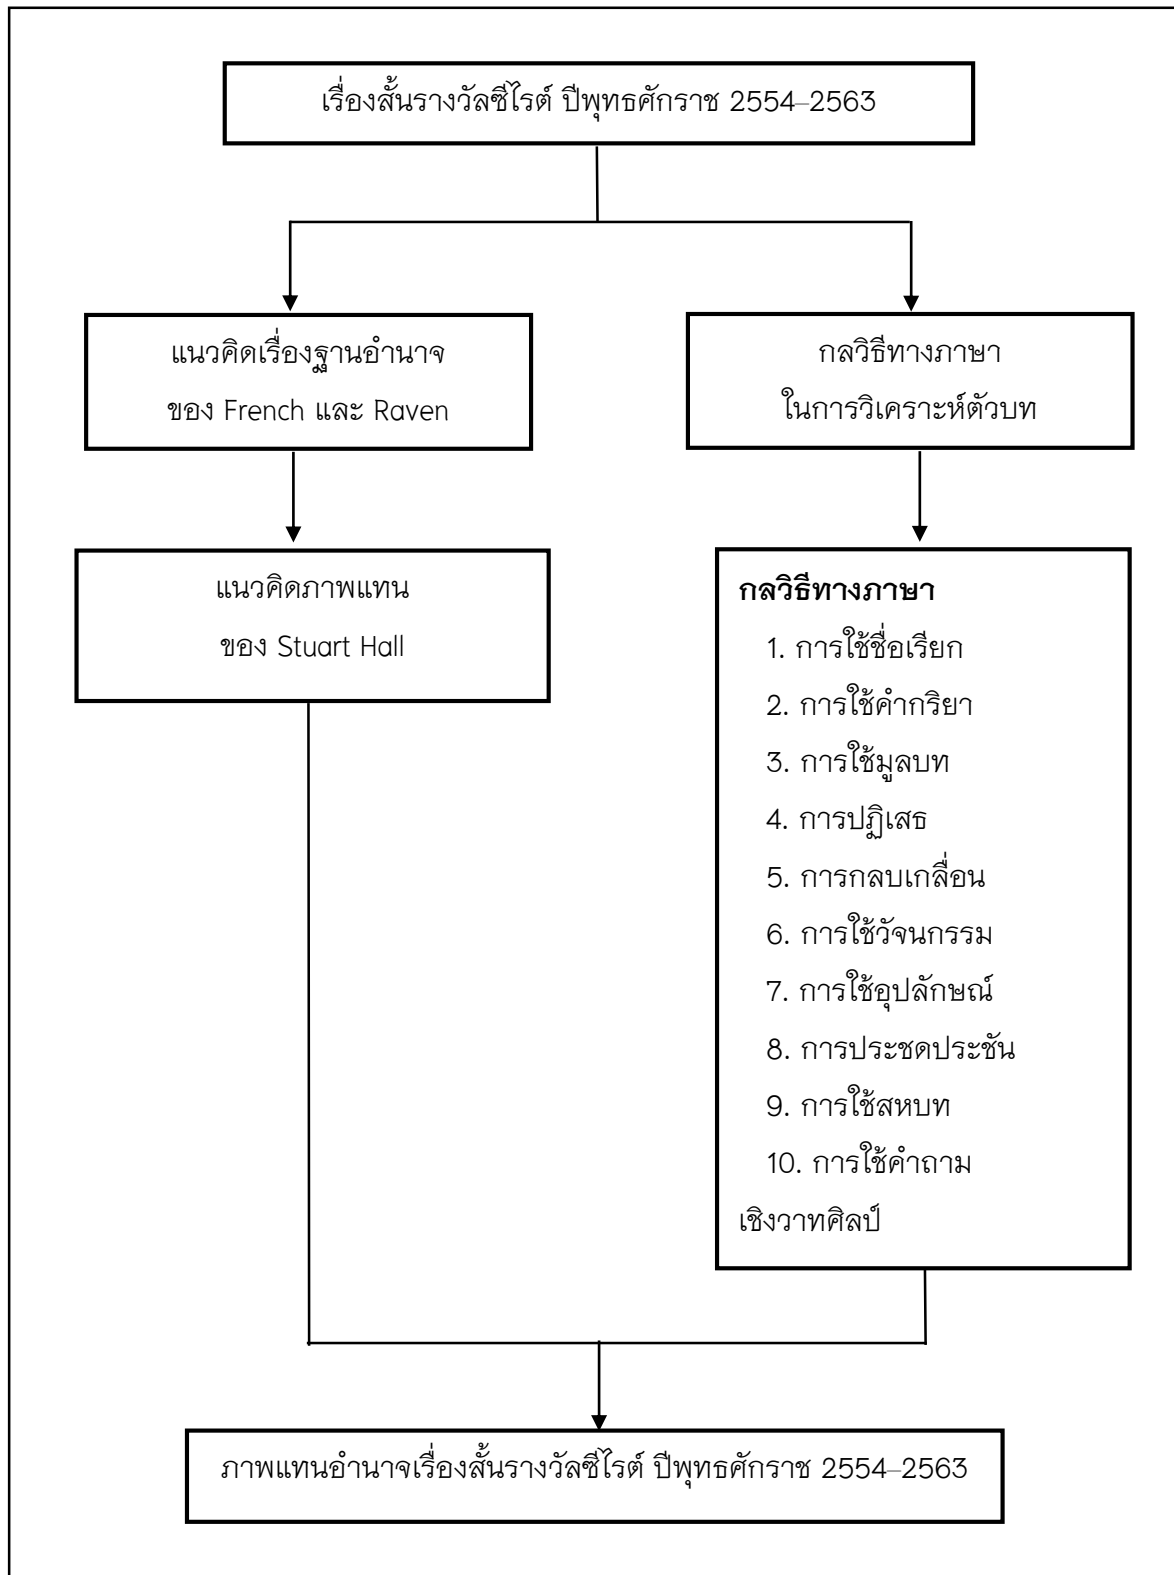 เรื่องสั้นรางวัลซีไรต์ ปีพุทธศักราช 2554–2563
แนวคิดเรื่องฐานอำนาจ
ของ French และ Raven
กลวิธีทางภาษา
ในการวิเคราะห์ตัวบท
แนวคิดภาพแทน
ของ Stuart Hall
กลวิธีทางภาษา
1. การใช้ชื่อเรียก
2. การใช้คำกริยา
3. การใช้มูลบท
4. การปฏิเสธ
5. การกลบเกลื่อน
6. การใช้วัจนกรรม
7. การใช้อุปลักษณ์
8. การประชดประชัน
9. การใช้สหบท
10. การใช้คำถาม
เชิงวาทศิลป์
ภาพแทนอำนาจเรื่องสั้นรางวัลซีไรต์ ปีพุทธศักราช 2554–2563